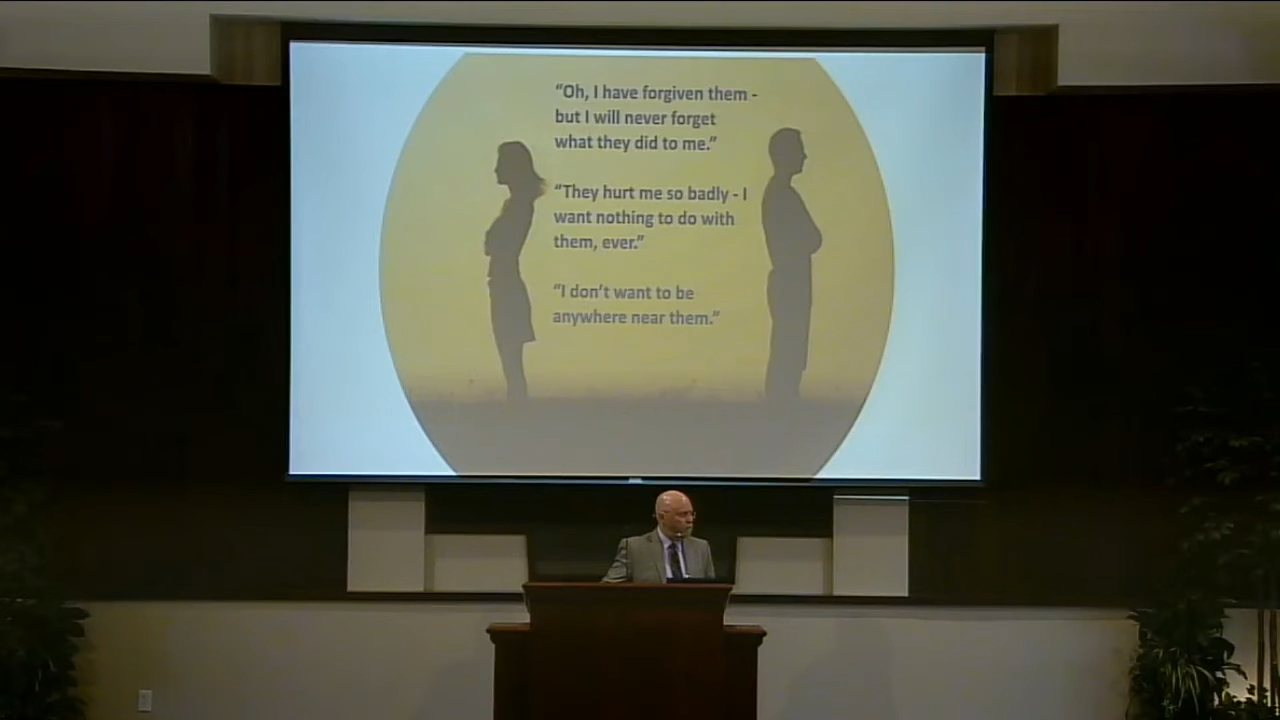 “Oh, I have forgiven them -
but I will never forget
what they did to me.”
“They hurt me so badly - I
want nothing to do with
them, ever.”
“I don’t want to be
anywhere near them.”